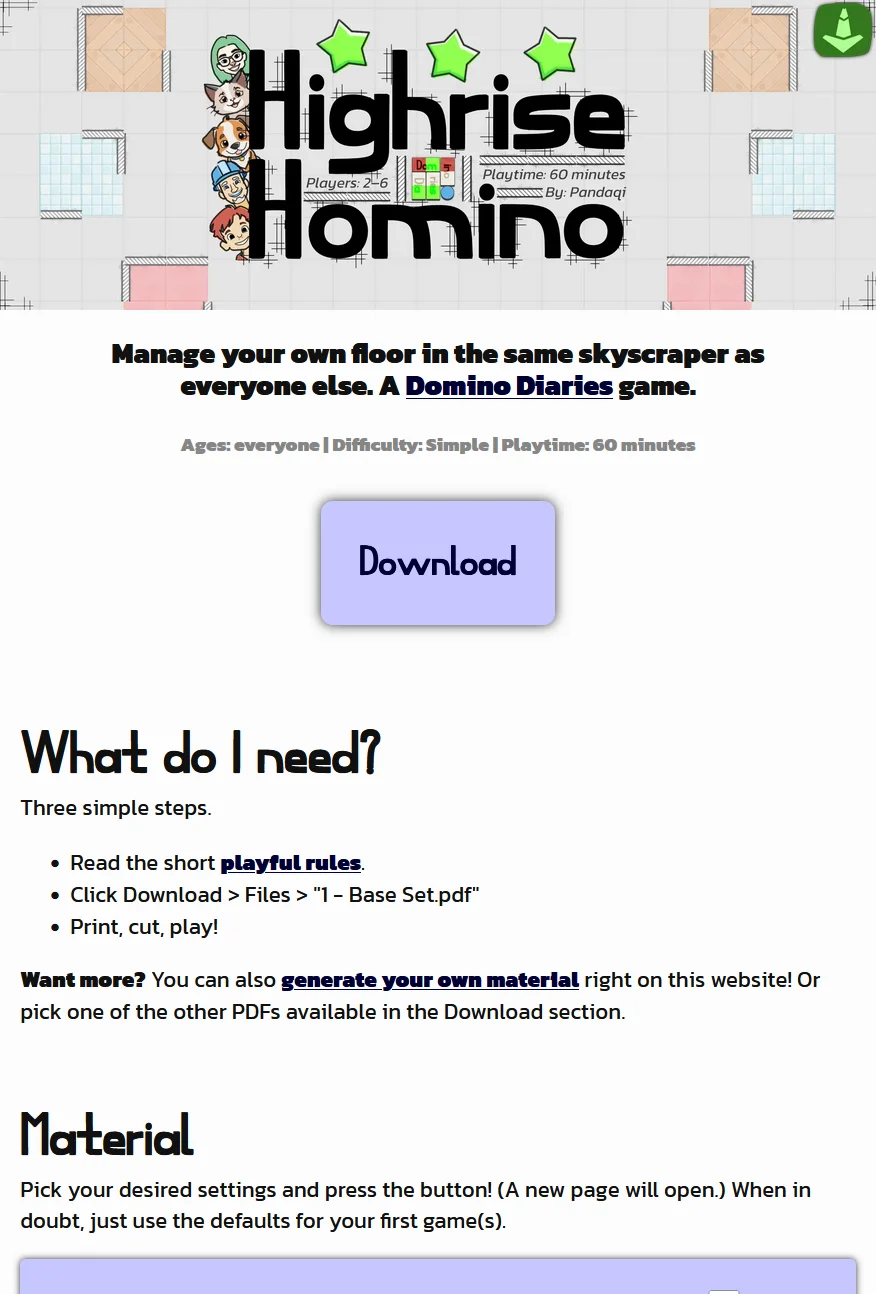 Highrise
Players: 2–6
Playtime: 60 minutes
By: Pandaqi
Homino
Manage your own floor in the same skyscraper as
everyone else. A Domino Diaries game.
Ages: everyone | Difficulty: Simple | Playtime: 60 minutes
Download
What do I need?
Three simple steps.
• Read the short playful rules.
• Click Download > Files > "1 - Base Set.pdf"
• Print, cut, play!
Want more? You can also generate your own material right on this website! Or
pick one of the other PDFs available in the Download section.
Material
Pick your desired settings and press the button! (A new page will open.) When in
doubt, just use the defaults for your first game(s).